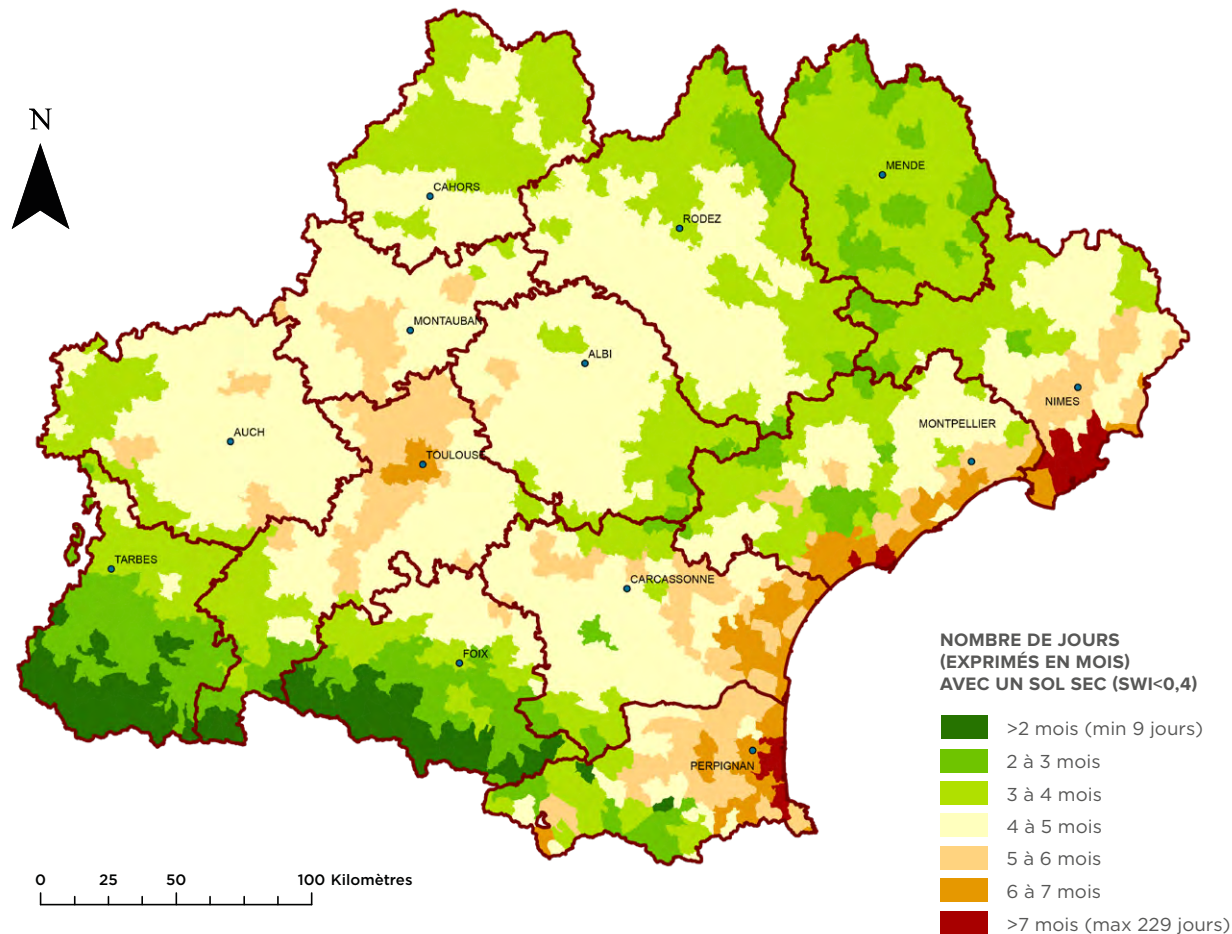 N
MENDE
CAHORS
RODEZ
MONTAUBAN
ALBI
NIMES
MONTPELLIER
AUCH
TOULOUSE
TARBES
CARCASSONNE
FOIX
PERPIGNAN
NOMBRE DE JOURS
(EXPRIMÉS EN MOIS)
AVEC UN SOL SEC (SWI<0,4)
>2 mois (min 9 jours)
2 à 3 mois
3 à 4 mois
4 à 5 mois
5 à 6 mois
6 à 7 mois
>7 mois (max 229 jours)
0 25 50 100 Kilomètres